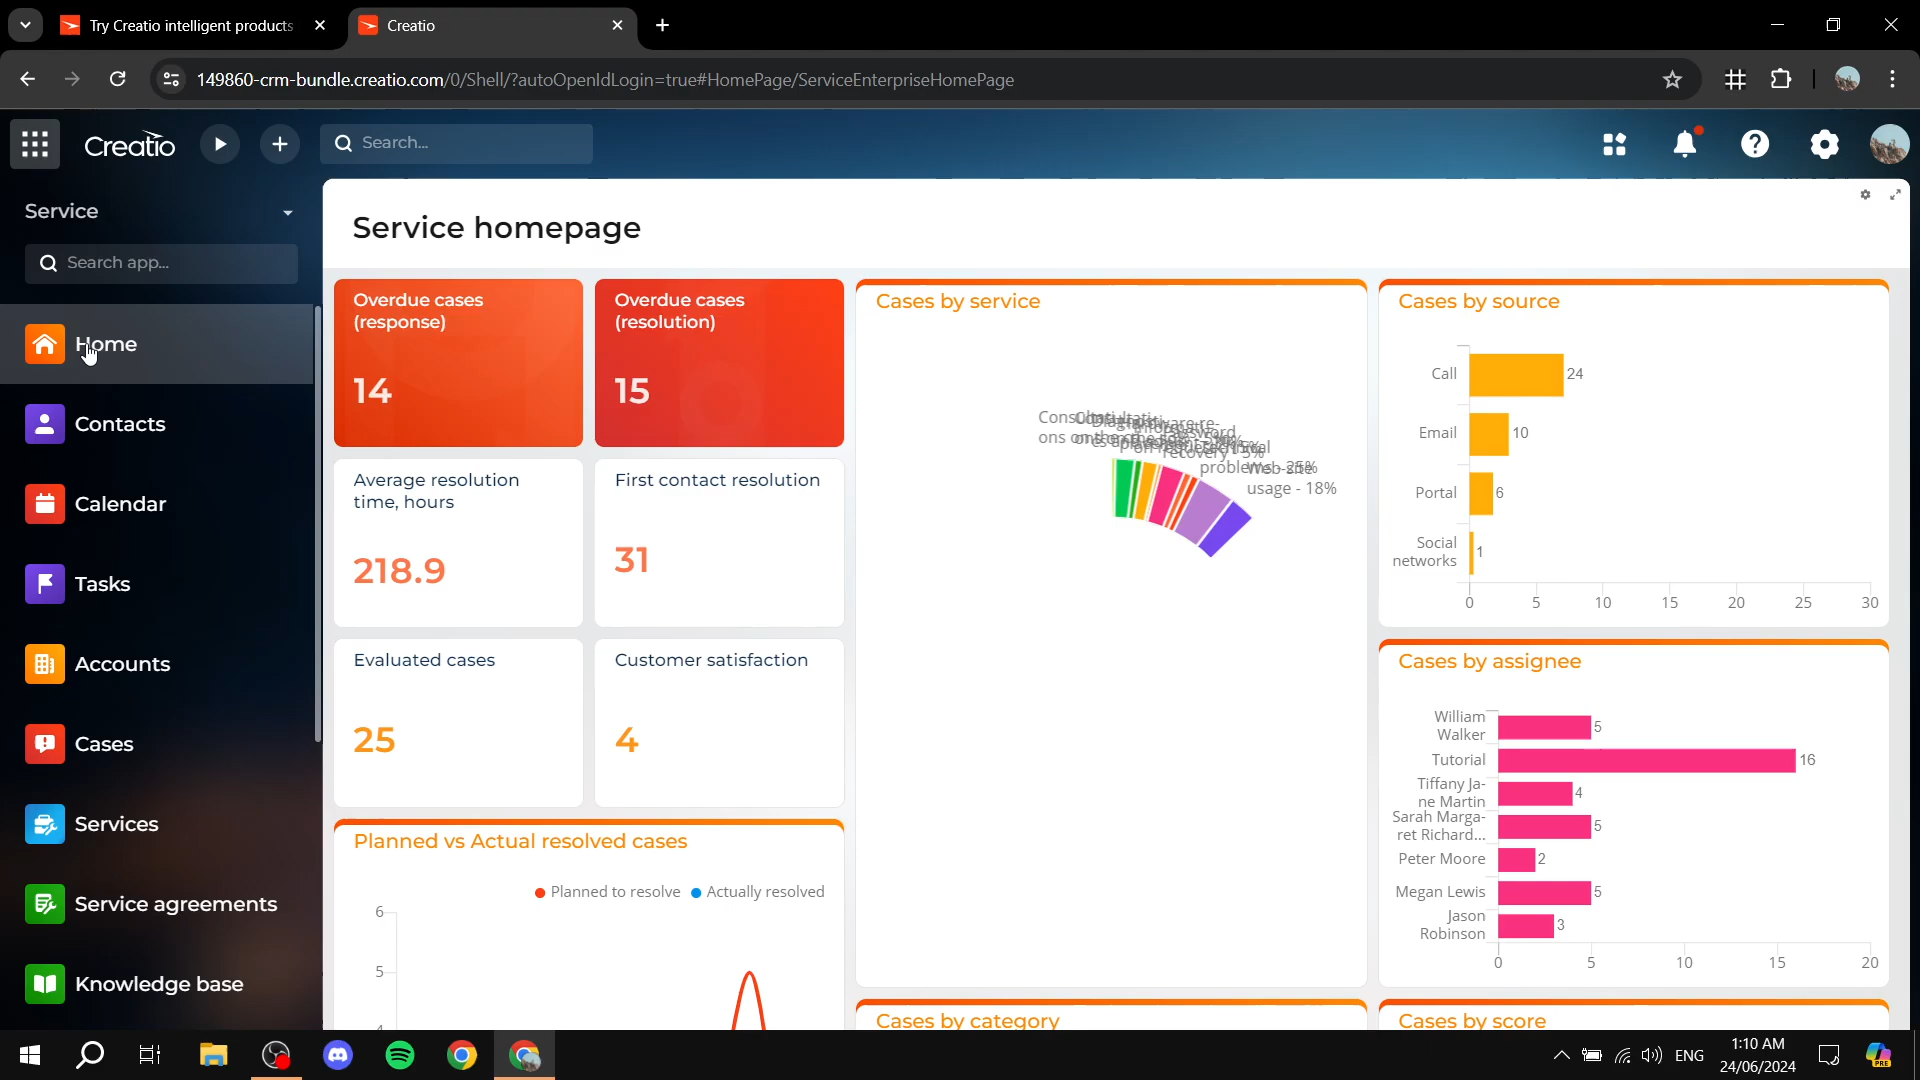 Try Creatio intelligent products
Creatio
149860-crm-bundle.creatio.com/0/Shell/?autoOpenIdLogin=true#HomePage/ServiceEnterpriseHomePage
Creatio
Search...
Service
Search app...
Home
Contacts
Calendar
Tasks
Accounts
Cases
Services
Service agreements
Knowledge base
Service homepage
Overdue cases
(response)
14
Overdue cases
(resolution)
15
Average resolution
time, hours
218.9
First contact resolution
31
Evaluated cases
25
Customer satisfaction
4
Planned vs Actual resolved cases
Planned to resolve
Actually resolved
6
5
4
Cases by service
recovery
problems - 25%
Web-site
usage - 18%
Cases by category
Cases by source
Call
24
Email
10
Portal
6
Social
networks
1
0 5 10 15 20 25 30
Cases by assignee
William
Walker
5
Tutorial
16
Tiffany Ja-
ne Martin
4
Sarah Marga-
ret Richard...
5
Peter Moore
2
Megan Lewis
5
Jason
Robinson
3
0 5 10 15 20
Cases by score
ENG
1:10 AM
24/06/2024
PRE